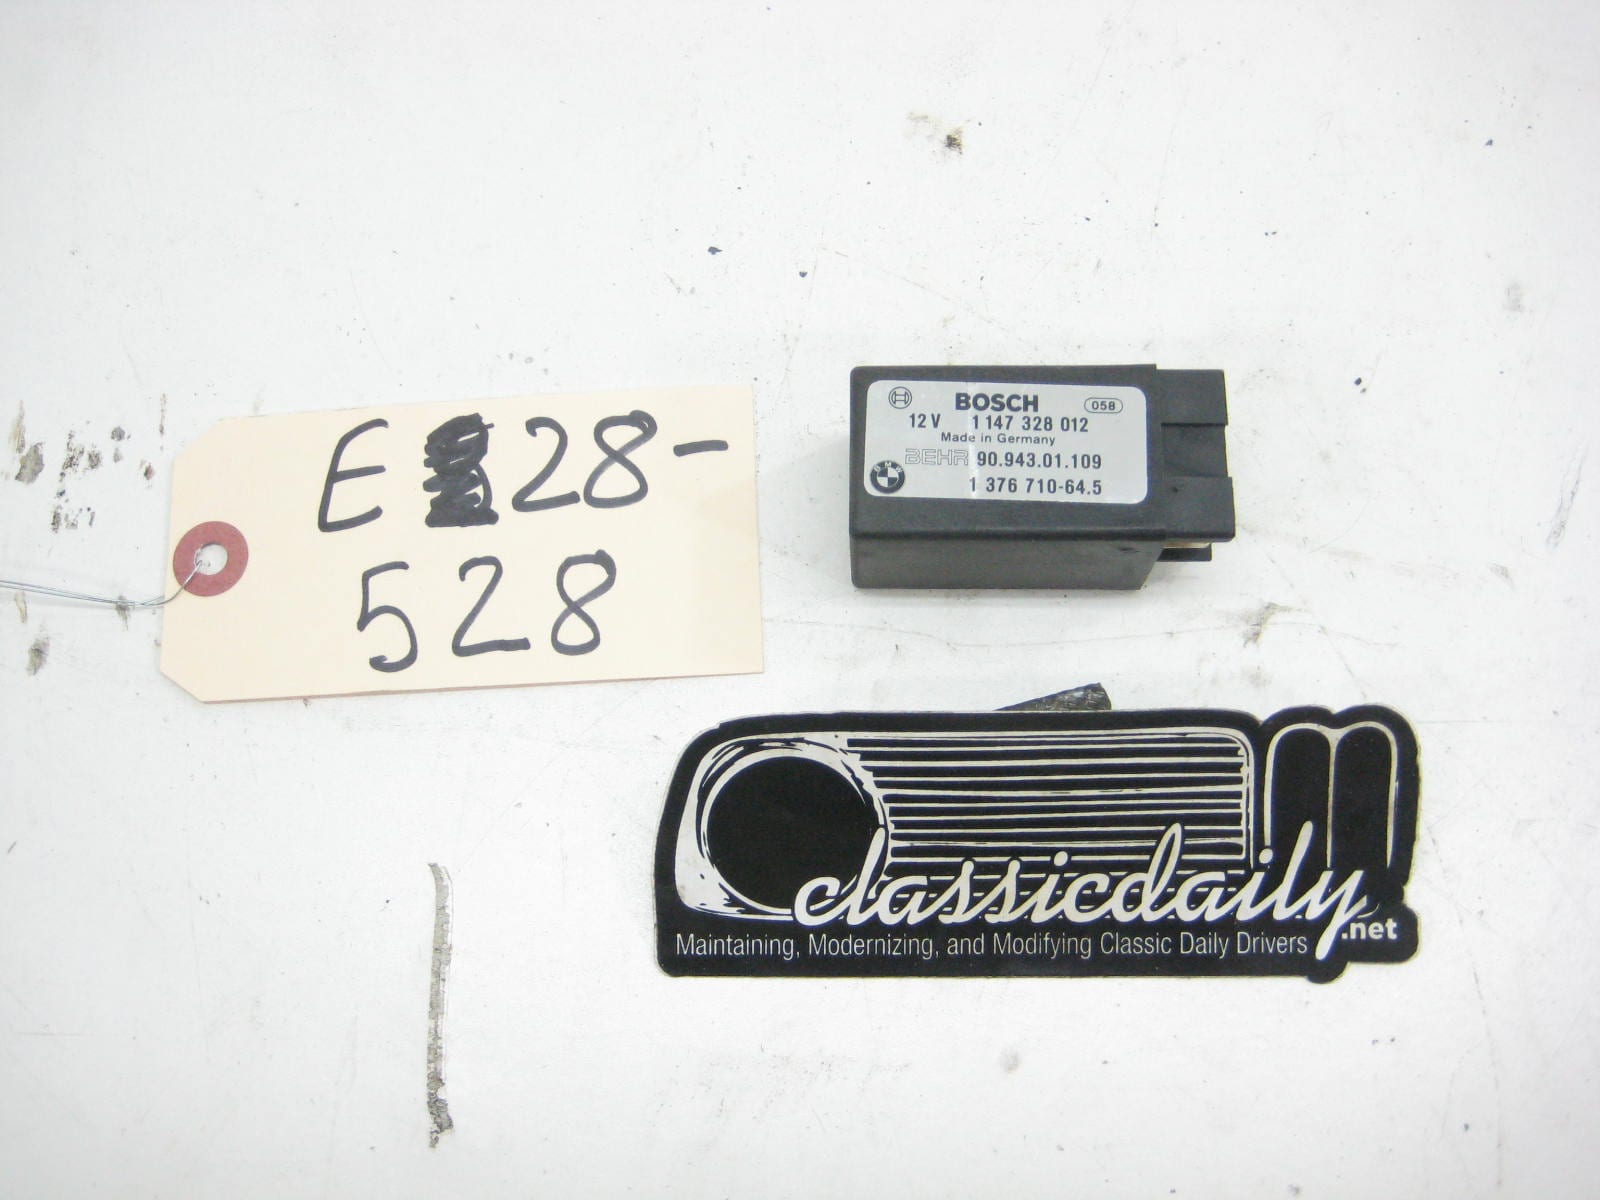 E 28-
528
BOSCH 058
12 V 1 147 328 012
Made in Germany
BEHR 90.943.01.109
BMW 1 376 710-64.5
classicdaily.net
Maintaining, Modernizing, and Modifying Classic Daily Drivers